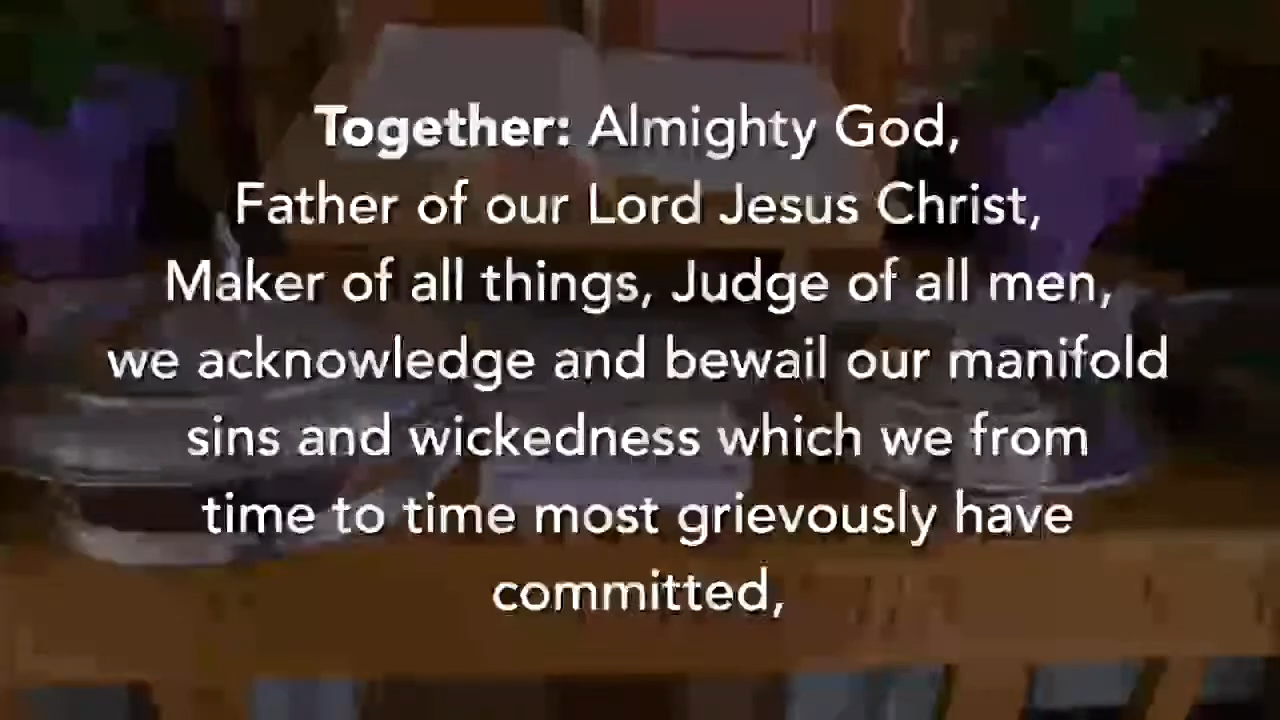 Together: Almighty God,
Father of our Lord Jesus Christ,
Maker of all things, Judge of all men,
we acknowledge and bewail our manifold
sins and wickedness which we from
time to time most grievously have
committed,